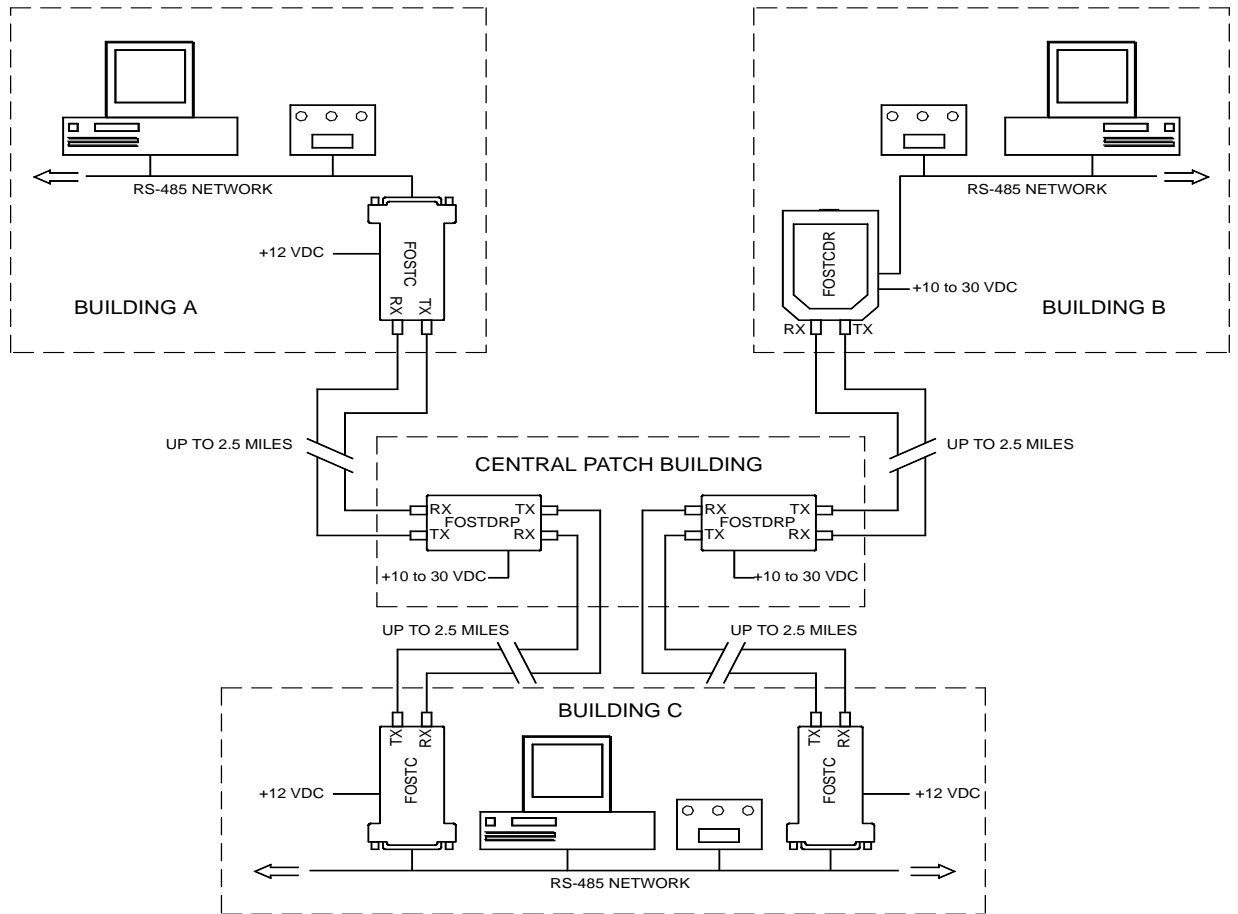 RS-485 NETWORK
FOSTC
+12 VDC
RX
TX
BUILDING A
RS-485 NETWORK
FOSTCDR
+10 to 30 VDC
RX
TX
BUILDING B
UP TO 2.5 MILES
UP TO 2.5 MILES
CENTRAL PATCH BUILDING
RX
TX
FOSTDRP
TX
RX
+10 to 30 VDC
RX
TX
FOSTDRP
TX
RX
+10 to 30 VDC
UP TO 2.5 MILES
UP TO 2.5 MILES
BUILDING C
TX
RX
FOSTC
+12 VDC
TX
RX
FOSTC
+12 VDC
RS-485 NETWORK